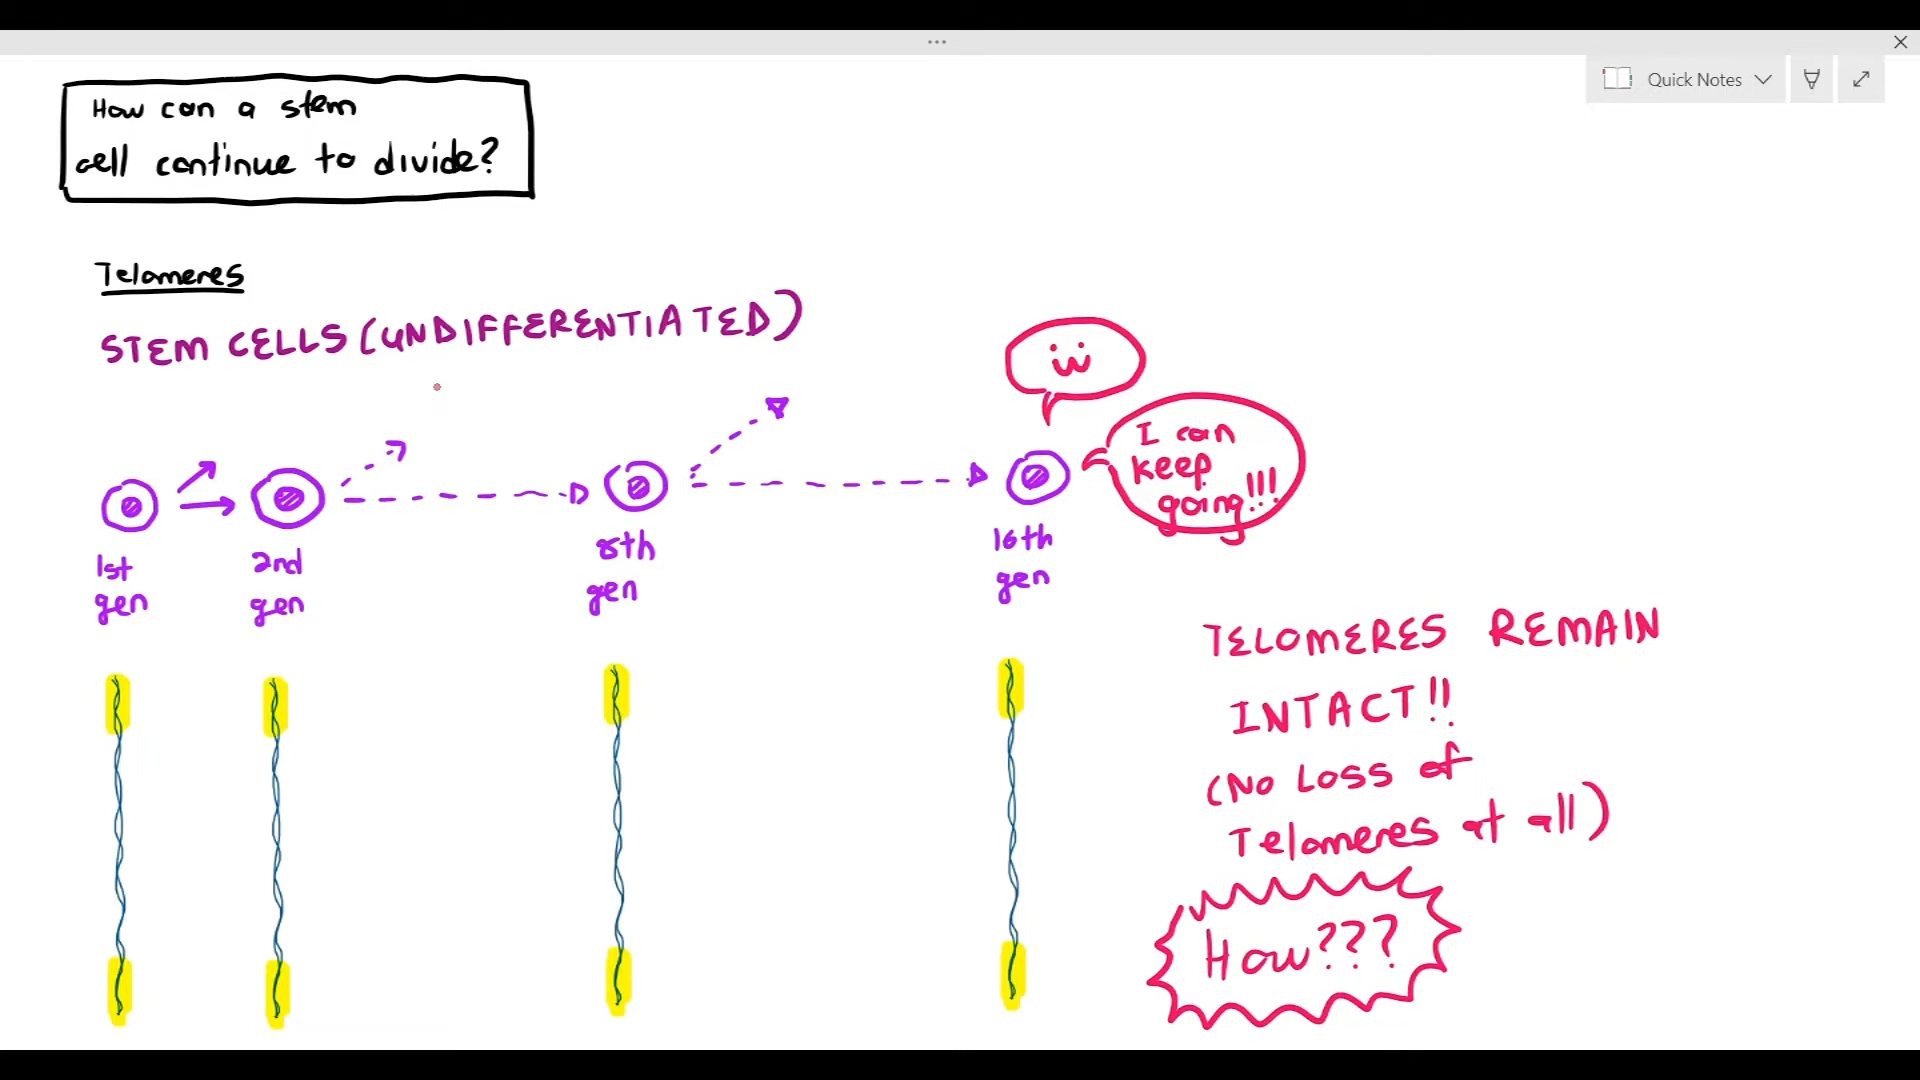 Quick Notes
How can a stem
cell continue to divide?
Telomeres
STEM CELLS (UNDIFFERENTIATED)
I can
keep
going!!!
1st
gen
2nd
gen
8th
gen
16th
gen
TELOMERES REMAIN
INTACT!!
(No Loss of
Telomeres at all)
How???